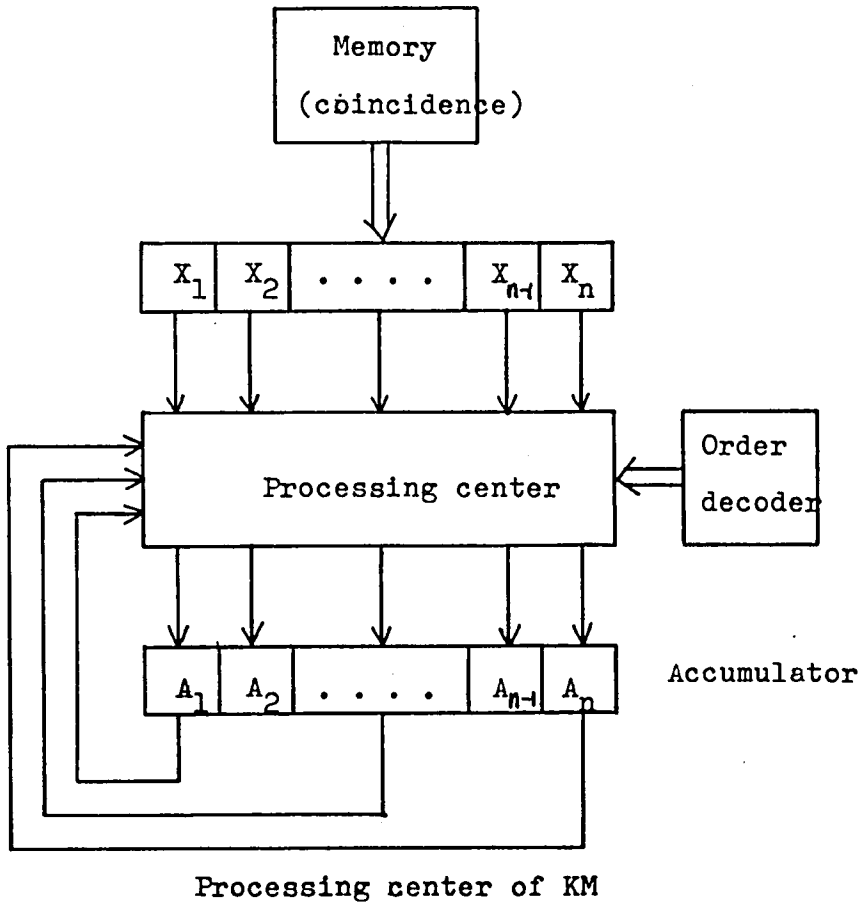 Memory
(coincidence)
X1 X2 .... Xn-1 Xn
Order
decoder
Processing center
A1 A2 .... An-1 An
Accumulator
Processing center of KM